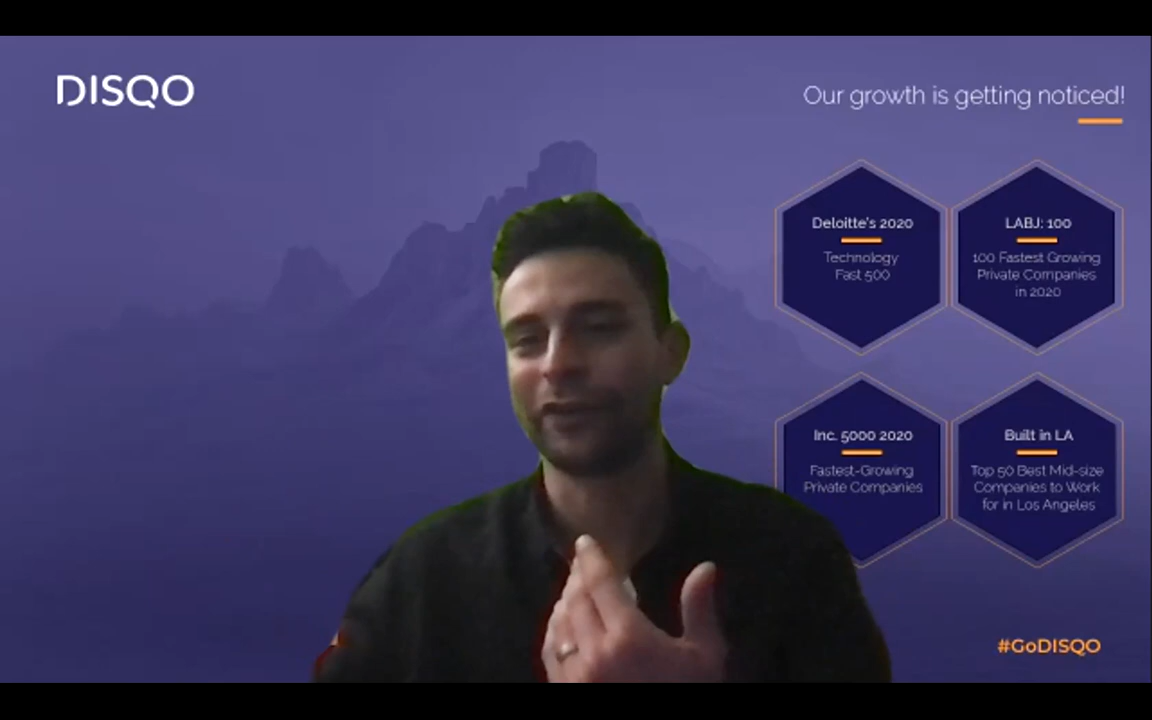 DISQO
Our growth is getting noticed!
Deloitte's 2020
Technology
Fast 500
LABJ: 100
100 Fastest Growing
Private Companies
in 2020
Inc. 5000 2020
Fastest-Growing
Private Companies
Built in LA
Top 50 Best Mid-size
Companies to Work
for in Los Angeles
#GoDISQO